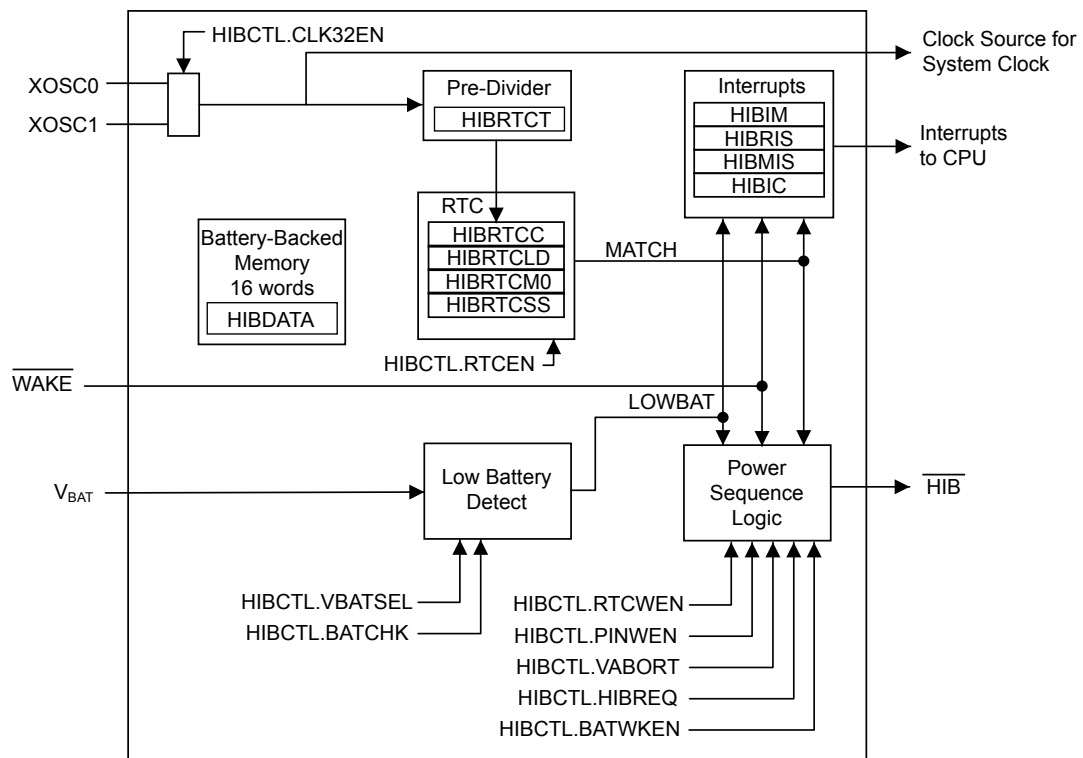 HIBCTL.CLK32EN
XOSC0
XOSC1
Clock Source for
System Clock
Pre-Divider
HIBRTCT
Interrupts
HIBIM
HIBRIS
HIBMIS
HIBIC
Interrupts
to CPU
RTC
HIBRTCC
HIBRTCLD
HIBRTCM0
HIBRTCSS
MATCH
Battery-Backed
Memory
16 words
HIBDATA
HIBCTL.RTCEN
WAKE
LOWBAT
VBAT
Low Battery
Detect
Power
Sequence
Logic
HIB
HIBCTL.VBATSEL
HIBCTL.BATCHK
HIBCTL.RTCWEN
HIBCTL.PINWEN
HIBCTL.VABORT
HIBCTL.HIBREQ
HIBCTL.BATWKEN